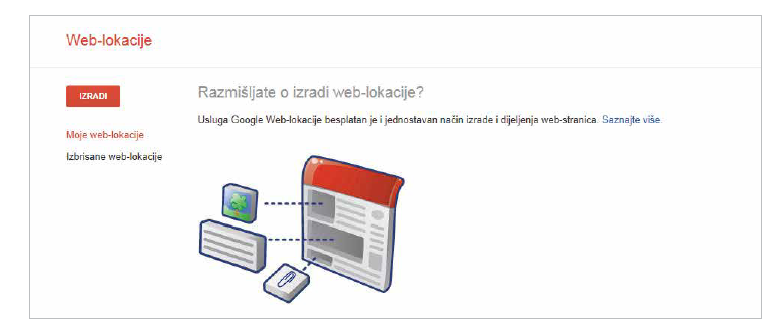 Web-lokacije
IZRADI
Moje web-lokacije
Izbrisane web-lokacije
Razmišljate o izradi web-lokacije?
Usluga Google Web-lokacije besplatan je i jednostavan način izrade i dijeljenja web-stranica. Saznajte više.